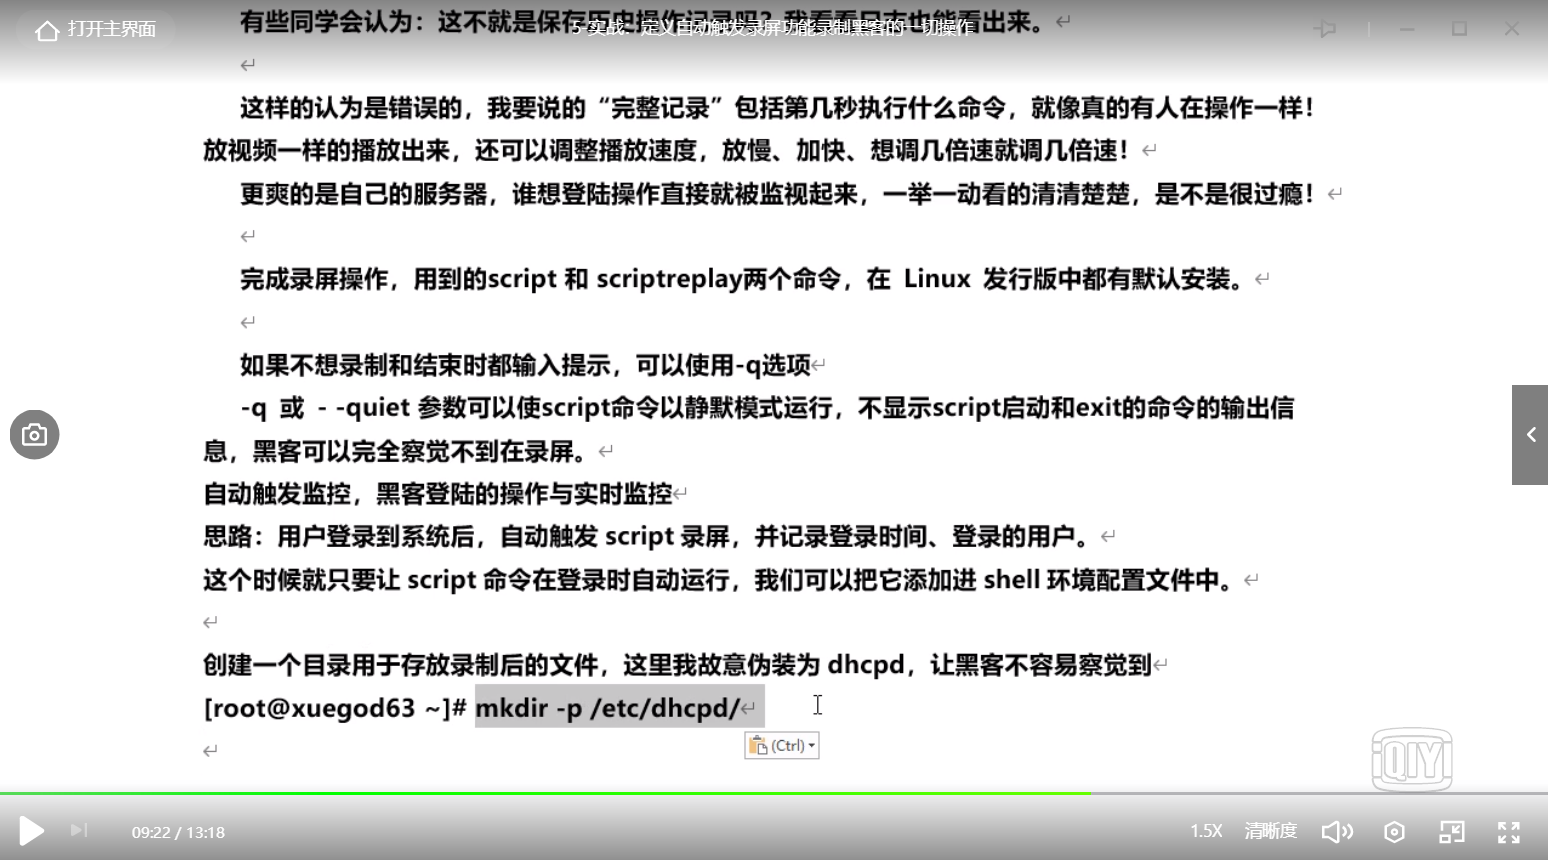 有些同学会认为：这不就是保存历史操作记录吗？我看看日志也能看出来。
打开主界面
5-实战：定义自动触发录屏功能录制黑客的一切操作
这样的认为是错误的，我要说的“完整记录”包括第几秒执行什么命令，就像真的有人在操作一样！
放视频一样的播放出来，还可以调整播放速度，放慢、加快、想调几倍速就调几倍速！
更爽的是自己的服务器，谁想登陆操作直接就被监视起来，一举一动看的清清楚楚，是不是很过瘾！
完成录屏操作，用到的script 和 scriptreplay两个命令，在 Linux 发行版中都有默认安装。
如果不想录制和结束时都输入提示，可以使用-q选项
-q 或 - -quiet 参数可以使script命令以静默模式运行，不显示script启动和exit的命令的输出信
息，黑客可以完全察觉不到在录屏。
自动触发监控，黑客登陆的操作与实时监控
思路：用户登录到系统后，自动触发 script 录屏，并记录登录时间、登录的用户。
这个时候就只要让 script 命令在登录时自动运行，我们可以把它添加进 shell 环境配置文件中。
创建一个目录用于存放录制后的文件，这里我故意伪装为 dhcpd，让黑客不容易察觉到
[root@xuegod63 ~]# mkdir -p /etc/dhcpd/
(Ctrl)
iQIYI
09:22 / 13:18
1.5X
清晰度